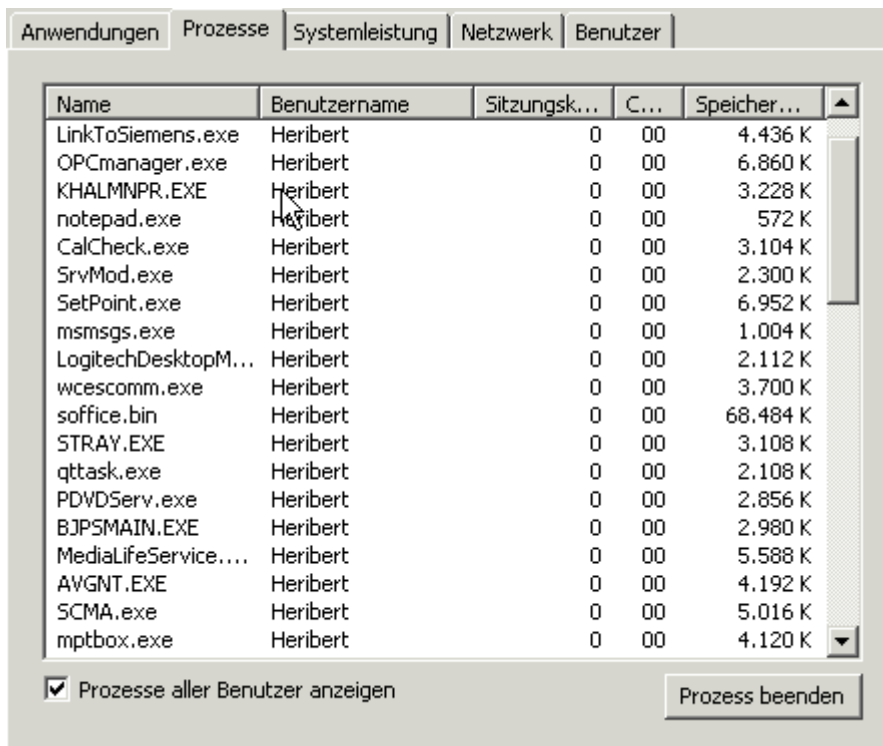 Anwendungen Prozesse Systemleistung Netzwerk Benutzer
Name Benutzername Sitzungsk... C... Speicher...
LinkToSiemens.exe Heribert 0 00 4.436 K
OPCmanager.exe Heribert 0 00 6.860 K
KHALMNPR.EXE Heribert 0 00 3.228 K
notepad.exe Heribert 0 00 572 K
CalCheck.exe Heribert 0 00 3.104 K
SrvMod.exe Heribert 0 00 2.300 K
SetPoint.exe Heribert 0 00 6.952 K
msmsgs.exe Heribert 0 00 1.004 K
LogitechDesktopM... Heribert 0 00 2.112 K
wcescomm.exe Heribert 0 00 3.700 K
soffice.bin Heribert 0 00 68.484 K
STRAY.EXE Heribert 0 00 3.108 K
qttask.exe Heribert 0 00 2.108 K
PDVDServ.exe Heribert 0 00 2.856 K
BJPSMAIN.EXE Heribert 0 00 2.980 K
MediaLifeService.... Heribert 0 00 5.588 K
AVGNT.EXE Heribert 0 00 4.192 K
SCMA.exe Heribert 0 00 5.016 K
mptbox.exe Heribert 0 00 4.120 K
Prozesse aller Benutzer anzeigen
Prozess beenden